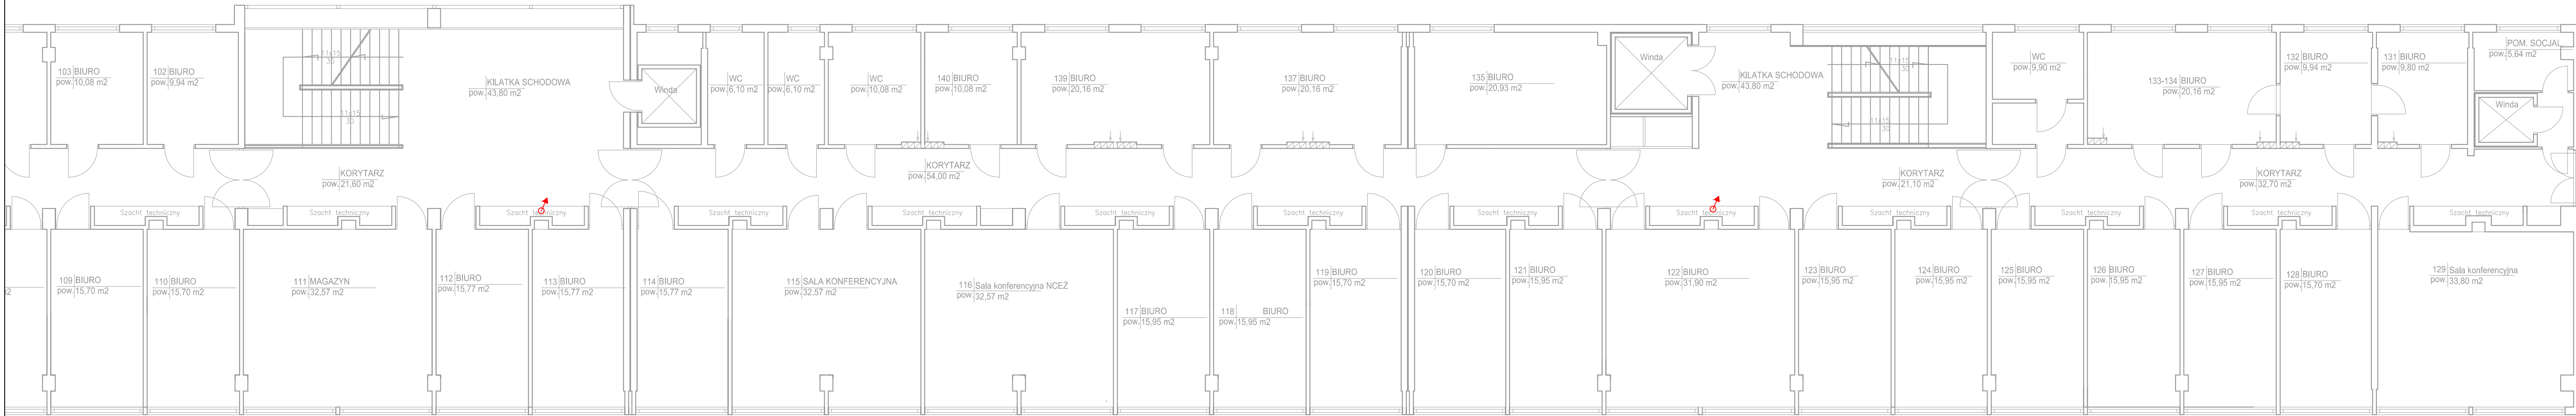 103 BIURO
pow. 10,08 m2
102 BIURO
pow. 9,94 m2
11x15
30
11x15
30
KILATKA SCHODOWA
pow. 43,80 m2
Winda
WC
pow. 6,10 m2
WC
pow. 6,10 m2
WC
pow. 10,08 m2
140 BIURO
pow. 10,08 m2
139 BIURO
pow. 20,16 m2
137 BIURO
pow. 20,16 m2
135 BIURO
pow. 20,93 m2
Winda
KILATKA SCHODOWA
pow. 43,80 m2
11x15
30
11x15
30
WC
pow. 9,90 m2
133-134 BIURO
pow. 20,16 m2
132 BIURO
pow. 9,94 m2
131 BIURO
pow. 9,80 m2
POM. SOCJAL.
pow. 5,64 m2
Winda
KORYTARZ
pow. 21,60 m2
KORYTARZ
pow. 54,00 m2
KORYTARZ
pow. 21,10 m2
KORYTARZ
pow. 32,70 m2
Szacht techniczny
Szacht techniczny
Szacht techniczny
Szacht techniczny
Szacht techniczny
Szacht techniczny
Szacht techniczny
Szacht techniczny
Szacht techniczny
Szacht techniczny
Szacht techniczny
Szacht techniczny
Szacht techniczny
109 BIURO
pow. 15,70 m2
110 BIURO
pow. 15,70 m2
111 MAGAZYN
pow. 32,57 m2
112 BIURO
pow. 15,77 m2
113 BIURO
pow. 15,77 m2
114 BIURO
pow. 15,77 m2
115 SALA KONFERENCYJNA
pow. 32,57 m2
116 Sala konferencyjna NCEŻ
pow. 32,57 m2
117 BIURO
pow. 15,95 m2
118 BIURO
pow. 15,95 m2
119 BIURO
pow. 15,70 m2
120 BIURO
pow. 15,70 m2
121 BIURO
pow. 15,95 m2
122 BIURO
pow. 31,90 m2
123 BIURO
pow. 15,95 m2
124 BIURO
pow. 15,95 m2
125 BIURO
pow. 15,95 m2
126 BIURO
pow. 15,95 m2
127 BIURO
pow. 15,95 m2
128 BIURO
pow. 15,70 m2
129 Sala konferencyjna
pow. 33,80 m2